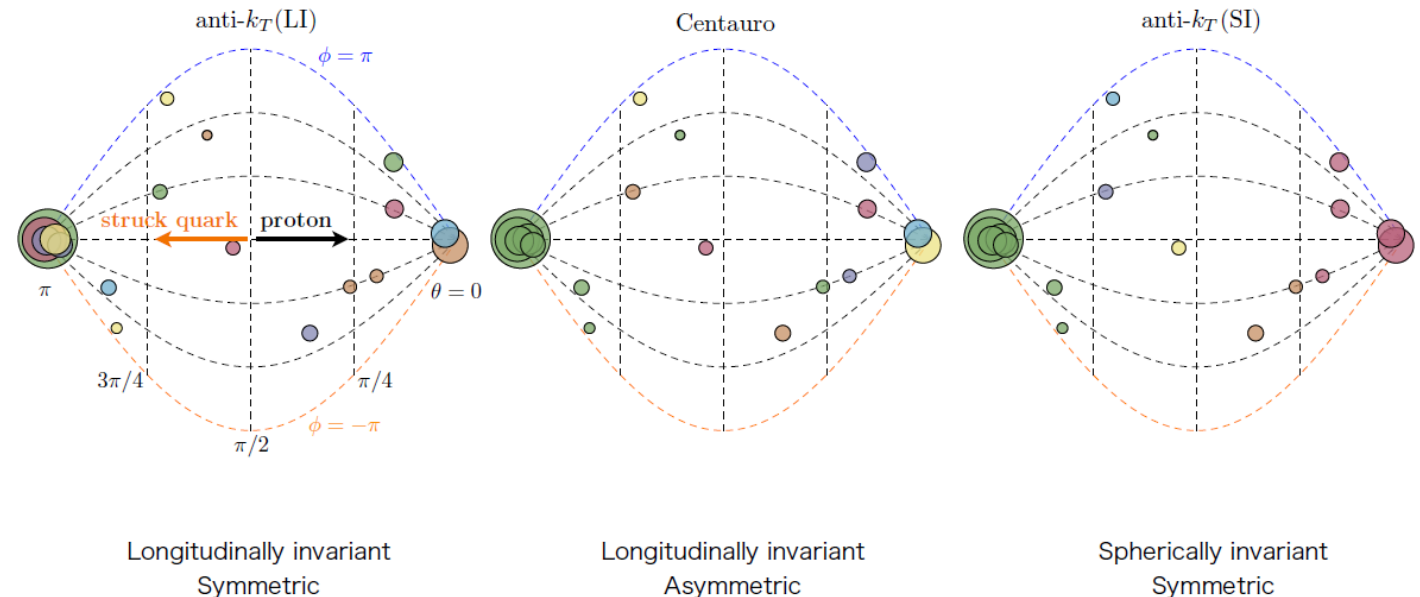 anti-$k_T$(LI)
Centauro
anti-$k_T$(SI)
$\phi = \pi$
struck quark
proton
$\pi$
$\theta = 0$
$3\pi/4$
$\pi/4$
$\phi = -\pi$
$\pi/2$
Longitudinally invariant
Symmetric
Longitudinally invariant
Asymmetric
Spherically invariant
Symmetric